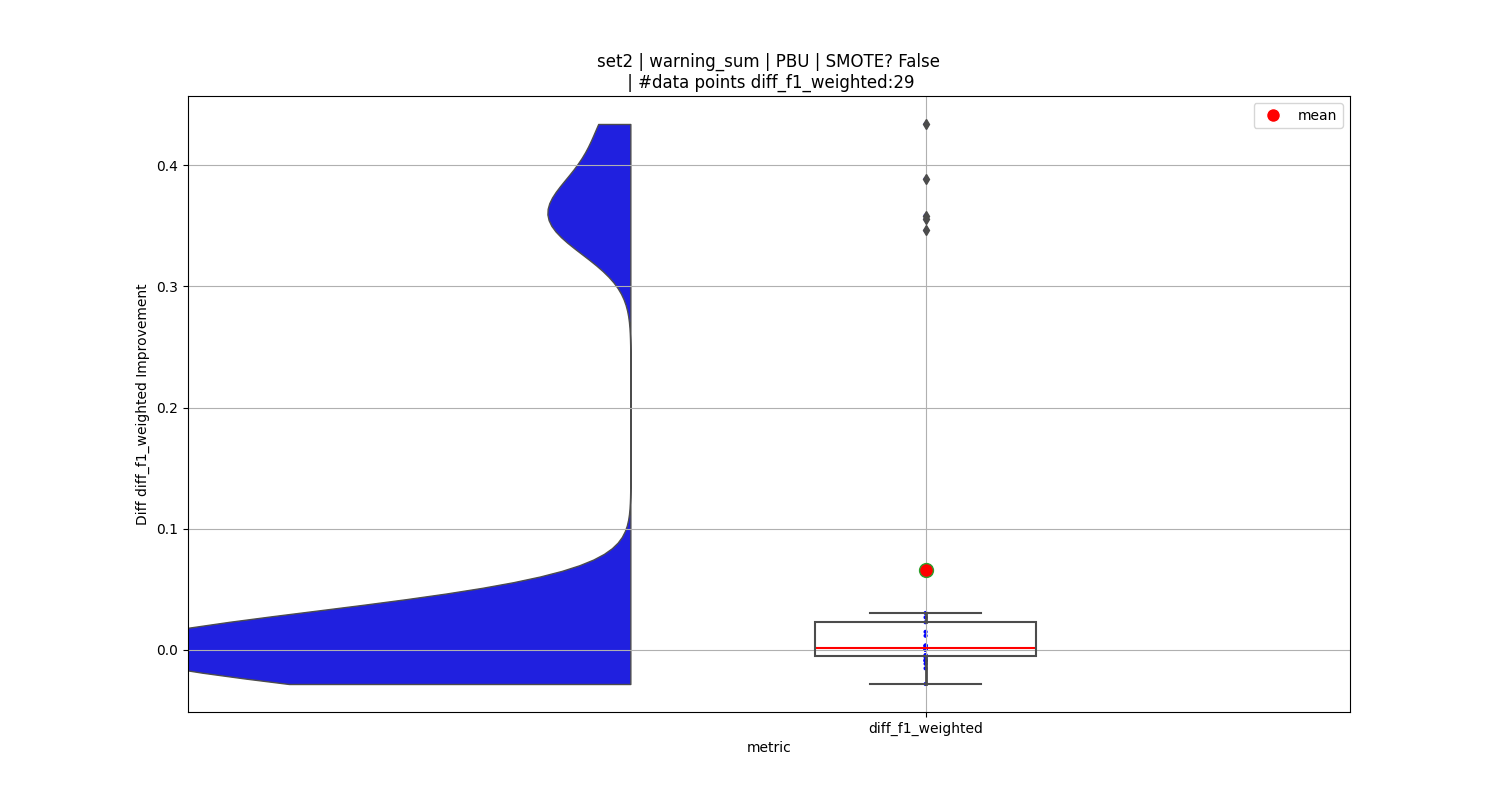 set2 | warning_sum | PBU | SMOTE? False
| #data points diff_f1_weighted:29
mean
0.4
0.3
0.2
0.1
0.0
Diff diff_f1_weighted Improvement
diff_f1_weighted
metric